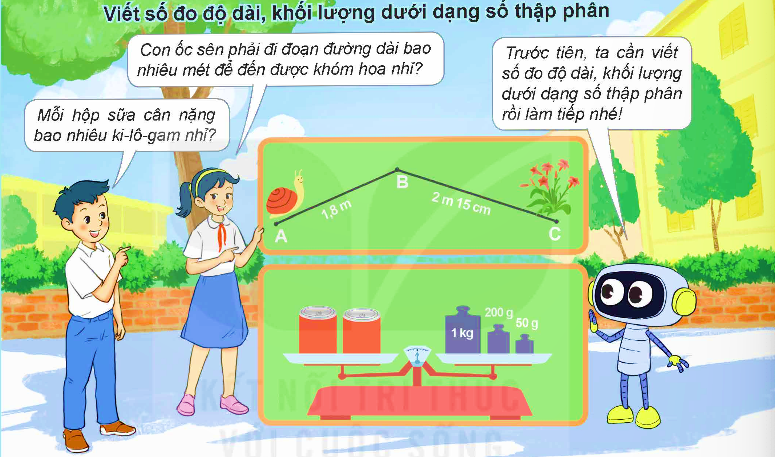 Viết số đo độ dài, khối lượng dưới dạng số thập phân
Con ốc sên phải đi đoạn đường dài bao
nhiêu mét để đến được khóm hoa nhỉ?
Trước tiên, ta cần viết
số đo độ dài, khối lượng
dưới dạng số thập phân
rồi làm tiếp nhé!
Mỗi hộp sữa cân nặng
bao nhiêu ki-lô-gam nhỉ?
B
1,8 m
2 m 15 cm
A
C
200 g
50 g
1 kg
KẾT NỐI TRI THỨC
VỚI CUỘC SỐNG